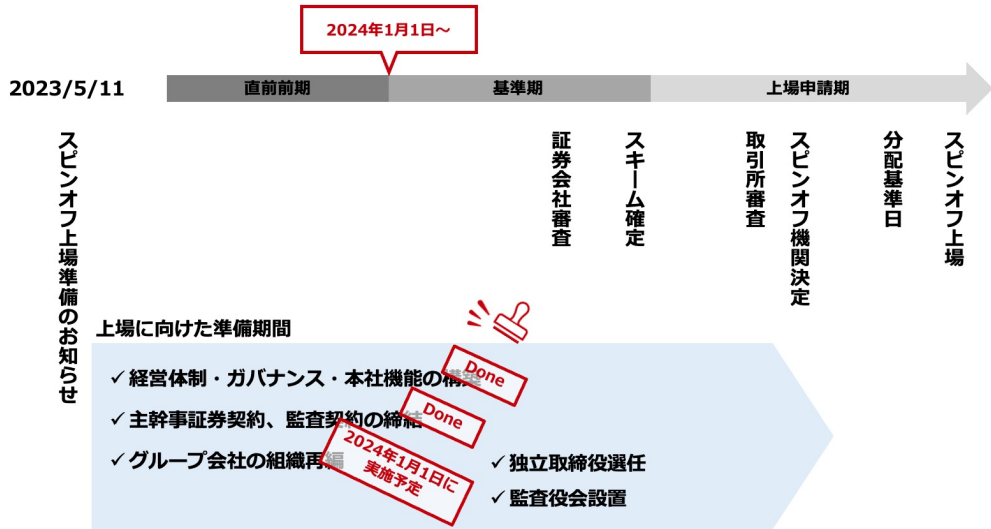 2024年1月1日～
2023/5/11
直前前期
基準期
上場申請期
スピンオフ上場準備のお知らせ
証券会社審査
スキーム確定
取引所審査
スピンオフ機関決定
分配基準日
スピンオフ上場
上場に向けた準備期間
✓経営体制・ガバナンス・本社機能の構築
Done
✓主幹事証券契約、監査契約の締結
Done
✓グループ会社の組織再編
2024年1月1日に
実施予定
✓独立取締役選任
✓監査役会設置